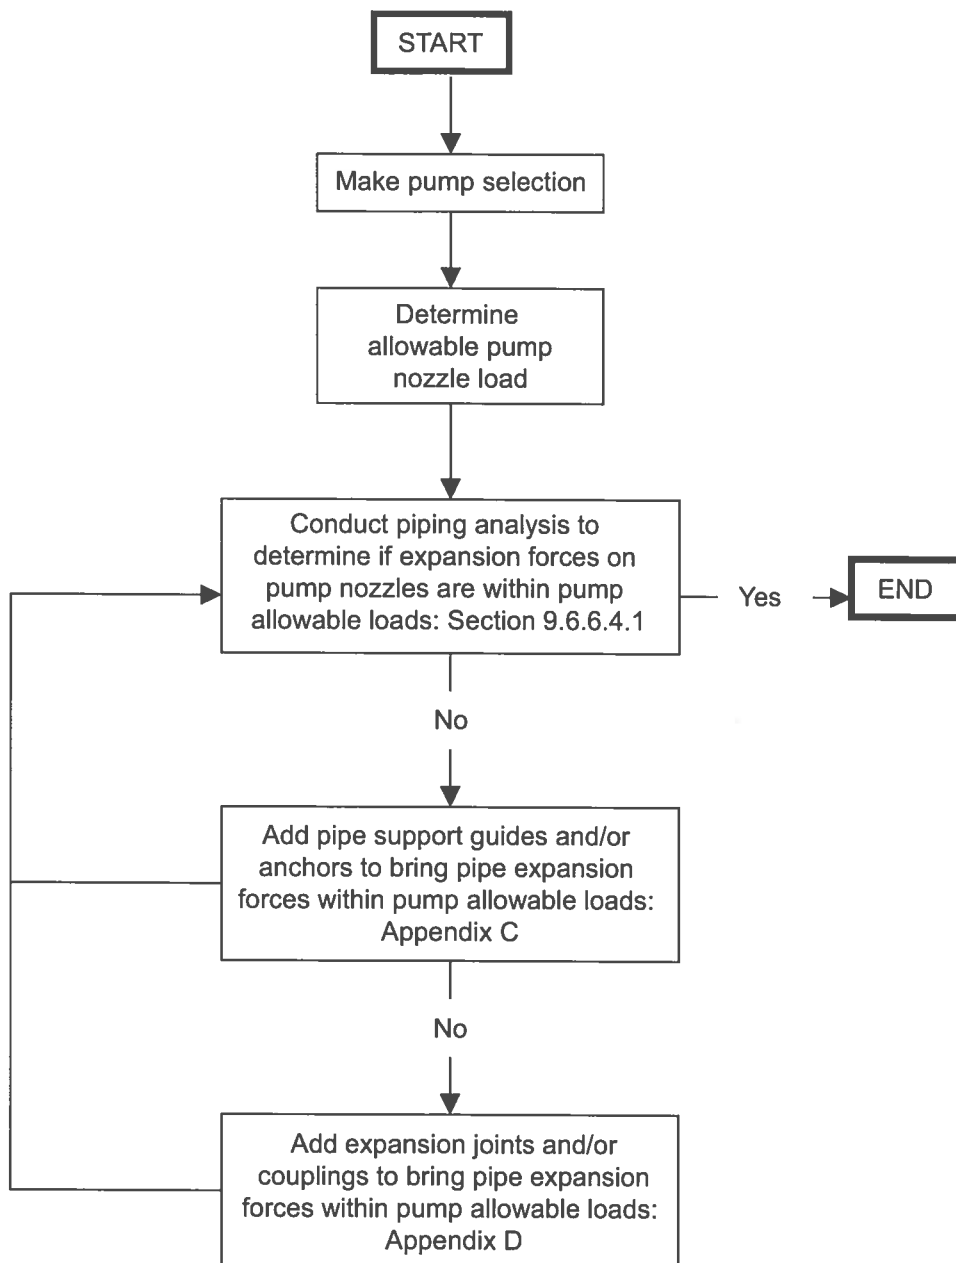 START
Make pump selection
Determine
allowable pump
nozzle load
Conduct piping analysis to
determine if expansion forces on
pump nozzles are within pump
allowable loads: Section 9.6.6.4.1
Yes
END
No
Add pipe support guides and/or
anchors to bring pipe expansion
forces within pump allowable loads:
Appendix C
No
Add expansion joints and/or
couplings to bring pipe expansion
forces within pump allowable loads:
Appendix D